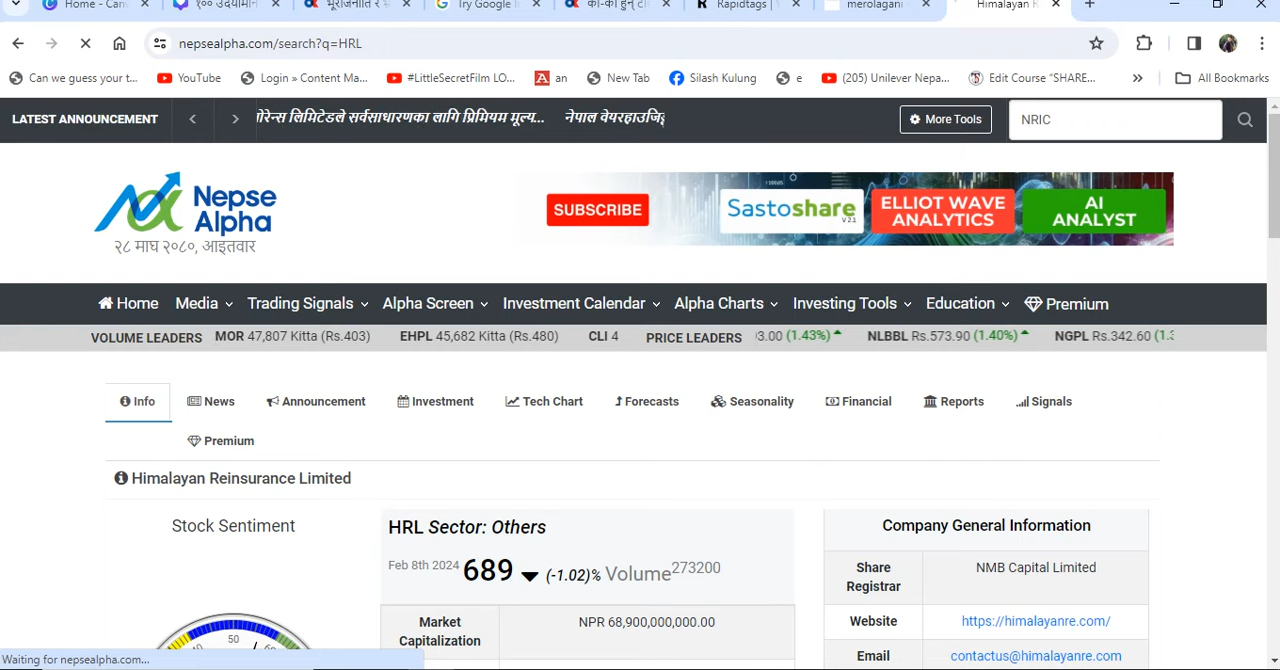 Home - Can
१०० उदयीमान
भूराजनीति र भ
Try Google I
को-को हुन् टा
Rapidtags |
merolagani
Himalayan R
nepsealpha.com/search?q=HRL
Can we guess your t...
YouTube
Login » Content Ma...
#LittleSecretFilm LO...
an
New Tab
Silash Kulung
e
(205) Unilever Nepa...
Edit Course “SHARE...
All Bookmarks
LATEST ANNOUNCEMENT
लिमिटेडले सर्वसाधारणका लागि प्रिमियम मूल्य...
नेपाल
More Tools
NRIC
Nepse
Alpha
२८ माघ २०८०, आइतवार
SUBSCRIBE
Sastoshare
V 2.1
ELLIOT WAVE
ANALYTICS
AI
ANALYST
Home Media Trading Signals Alpha Screen Investment Calendar Alpha Charts Investing Tools Education Premium
VOLUME LEADERS MOR 47,807 Kitta (Rs.403) EHPL 45,682 Kitta (Rs.480) CLI 4 PRICE LEADERS 93.00 (1.43%) NLBBL Rs.573.90 (1.40%) NGPL Rs.342.60 (1.3
Info News Announcement Investment Tech Chart Forecasts Seasonality Financial Reports Signals
Premium
Himalayan Reinsurance Limited
Stock Sentiment
50
HRL Sector: Others
Feb 8th 2024 689 (-1.02)% Volume 273200
Market Capitalization
NPR 68,900,000,000.00
Company General Information
Share Registrar
NMB Capital Limited
Website
https://himalayanre.com/
Email
contactus@himalayanre.com
Waiting for nepsealpha.com...